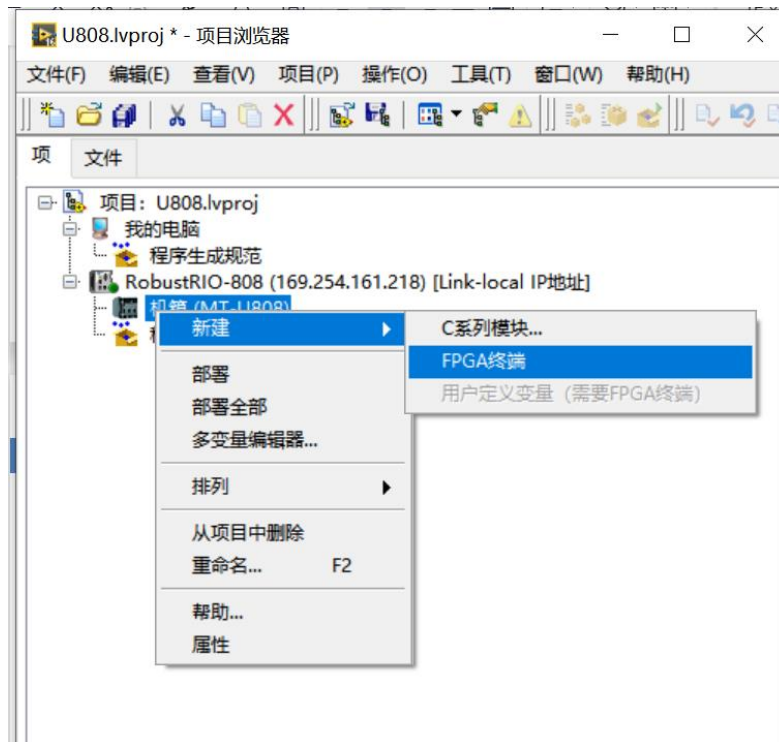 U808.lvproj * - 项目浏览器
文件(F) 编辑(E) 查看(V) 项目(P) 操作(O) 工具(T) 窗口(W) 帮助(H)
项 文件
项目：U808.lvproj
我的电脑
程序生成规范
RobustRIO-808 (169.254.161.218) [Link-local IP地址]
机箱 (MT-U808)
新建
C系列模块...
FPGA终端
用户定义变量（需要FPGA终端）
部署
部署全部
多变量编辑器...
排列
从项目中删除
重命名... F2
帮助...
属性